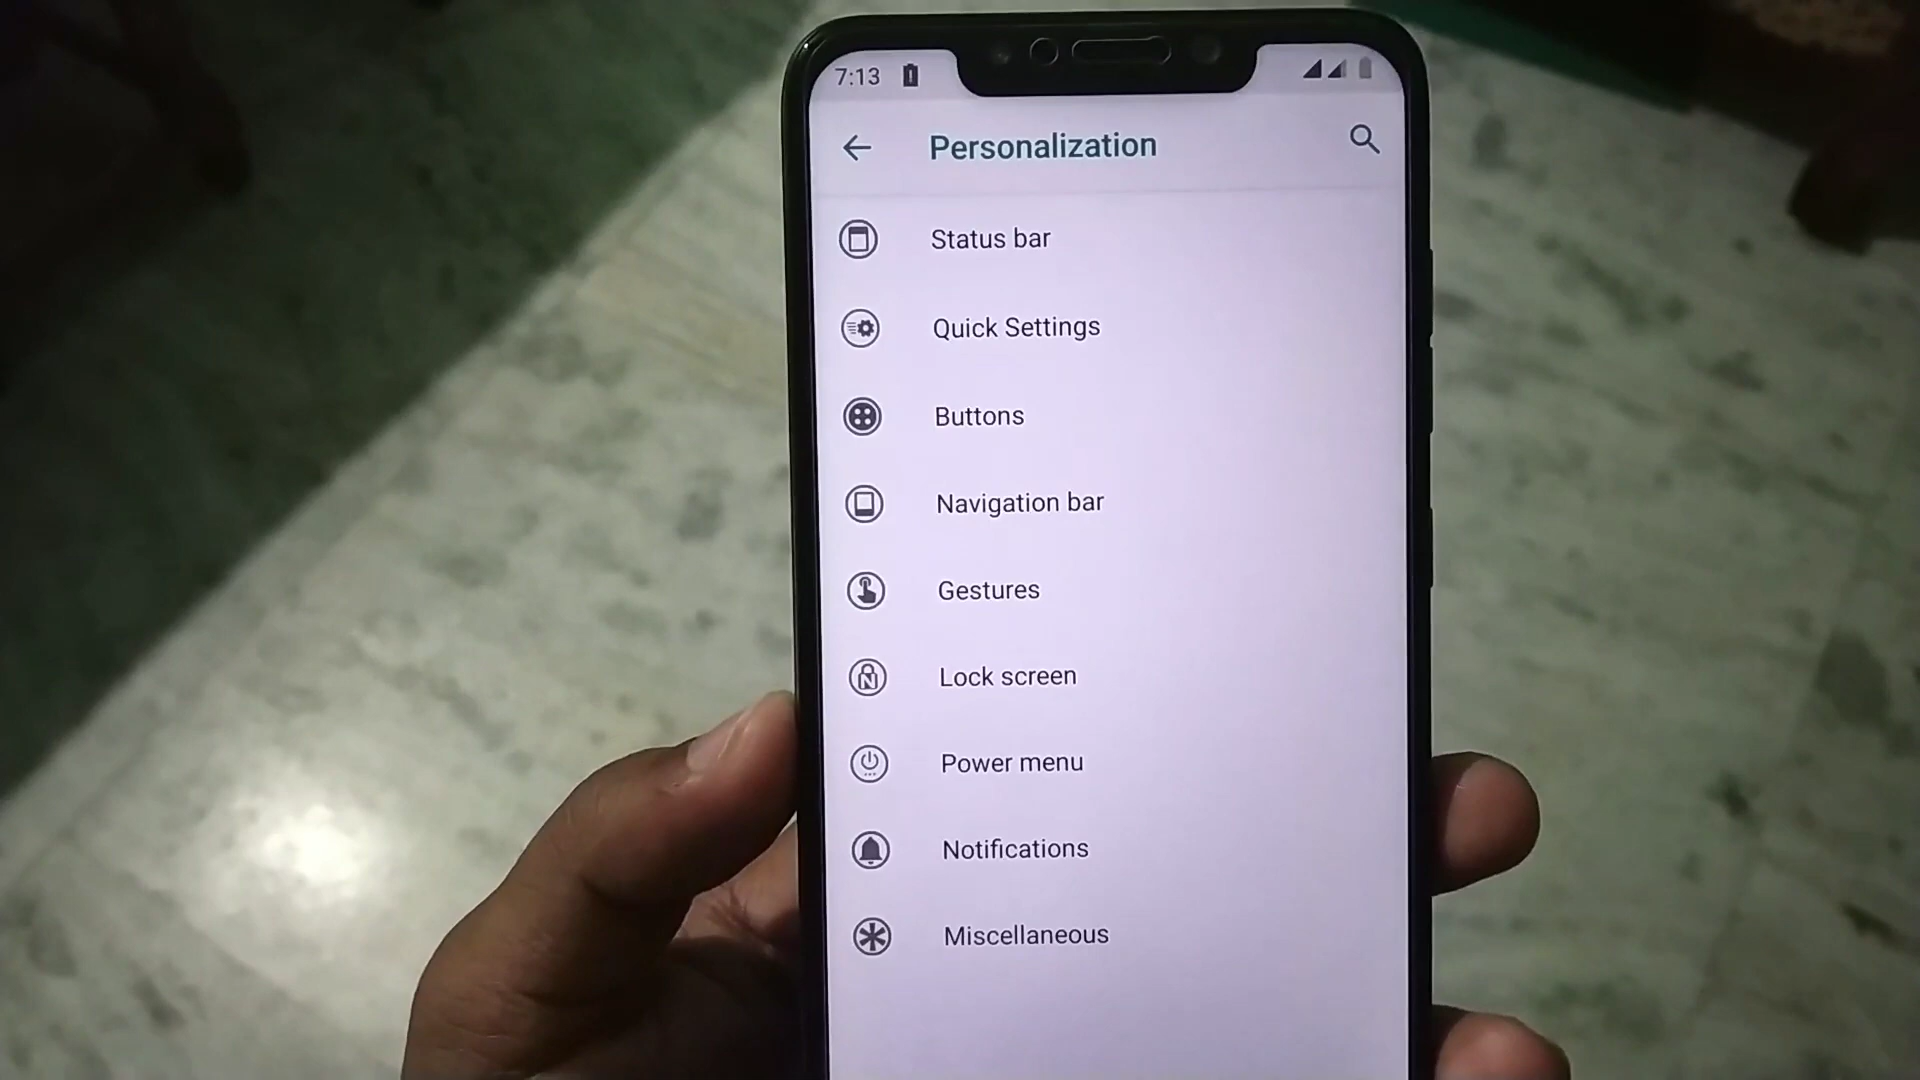 7:13
Personalization
Status bar
Quick Settings
Buttons
Navigation bar
Gestures
Lock screen
Power menu
Notifications
Miscellaneous